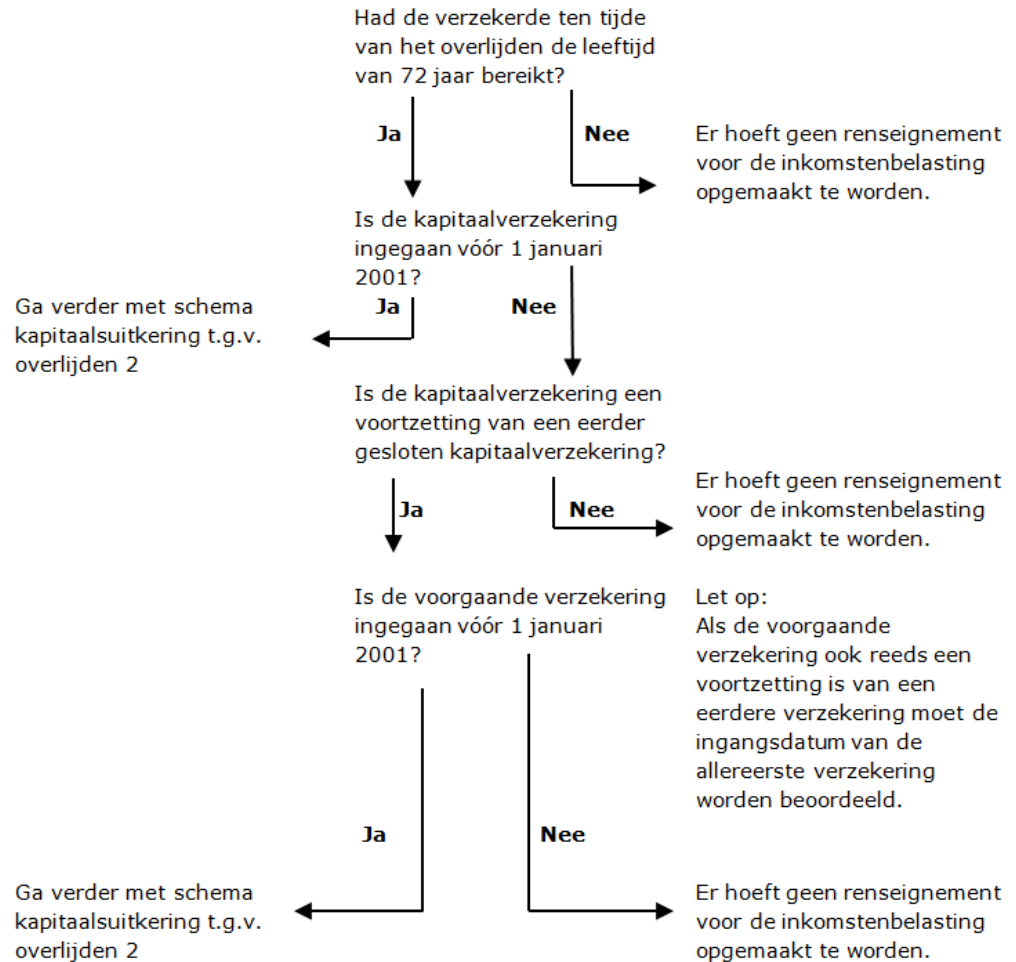 Had de verzekerde ten tijde
van het overlijden de leeftijd
van 72 jaar bereikt?
Ja
Nee
Er hoeft geen renseignement
voor de inkomstenbelasting
opgemaakt te worden.
Is de kapitaalverzekering
ingegaan vóór 1 januari
2001?
Ja
Nee
Ga verder met schema
kapitaalsuitkering t.g.v.
overlijden 2
Is de kapitaalverzekering een
voortzetting van een eerder
gesloten kapitaalverzekering?
Ja
Nee
Er hoeft geen renseignement
voor de inkomstenbelasting
opgemaakt te worden.
Is de voorgaande verzekering
ingegaan vóór 1 januari
2001?
Let op:
Als de voorgaande
verzekering ook reeds een
voortzetting is van een
eerdere verzekering moet de
ingangsdatum van de
allereerste verzekering
worden beoordeeld.
Ja
Nee
Ga verder met schema
kapitaalsuitkering t.g.v.
overlijden 2
Er hoeft geen renseignement
voor de inkomstenbelasting
opgemaakt te worden.